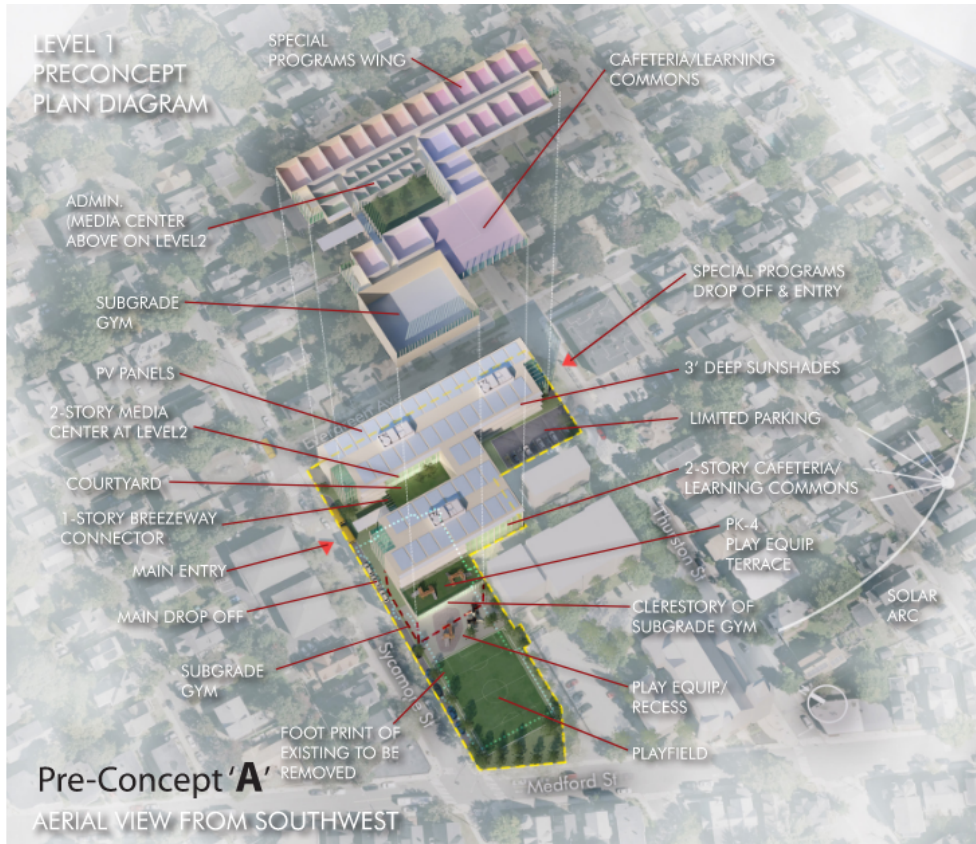 LEVEL 1
PRECONCEPT
PLAN DIAGRAM
SPECIAL
PROGRAMS WING
CAFETERIA/LEARNING
COMMONS
ADMIN.
(MEDIA CENTER
ABOVE ON LEVEL2
SUBGRADE
GYM
SPECIAL PROGRAMS
DROP OFF & ENTRY
PV PANELS
3' DEEP SUNSHADES
2-STORY MEDIA
CENTER AT LEVEL2
LIMITED PARKING
COURTYARD
2-STORY CAFETERIA/
LEARNING COMMONS
1-STORY BREEZEWAY
CONNECTOR
PK-4
PLAY EQUIP.
TERRACE
Thurston St
MAIN ENTRY
SOLAR
ARC
MAIN DROP OFF
CLERESTORY OF
SUBGRADE GYM
SUBGRADE
GYM
Sycamore St
PLAY EQUIP./
RECESS
FOOT PRINT OF
EXISTING TO BE
REMOVED
PLAYFIELD
Medford St
Pre-Concept 'A'
AERIAL VIEW FROM SOUTHWEST